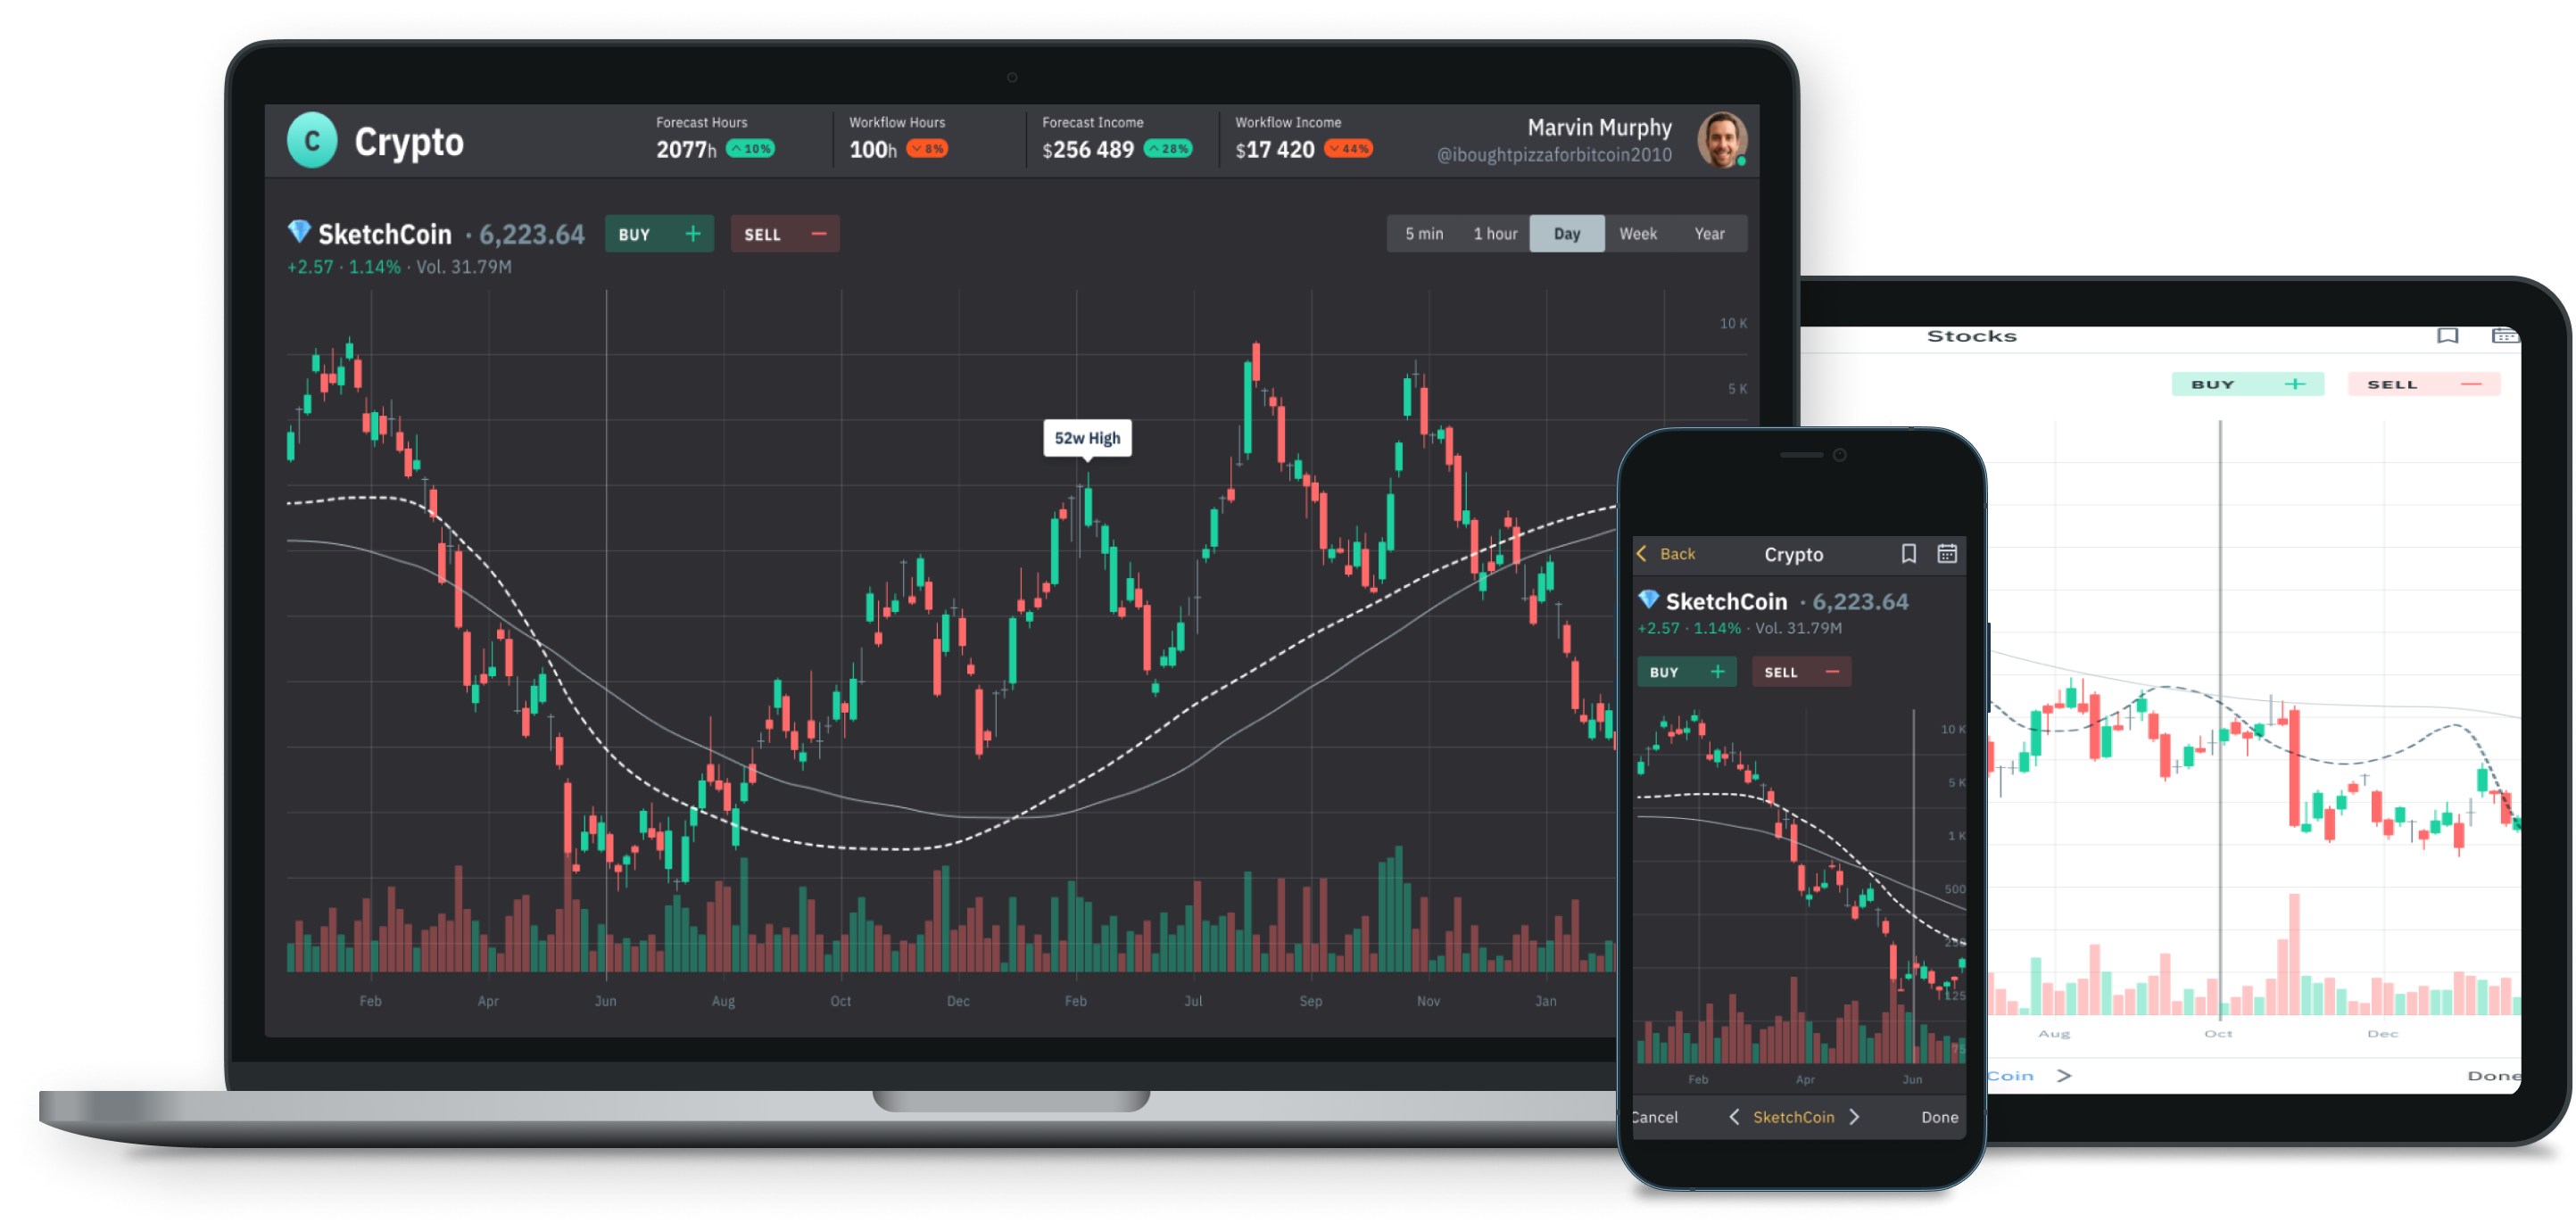 C Crypto
Forecast Hours
2077h 10%
Workflow Hours
100h 8%
Forecast Income
$256 489 28%
Workflow Income
$17 420 44%
Marvin Murphy
@iboughtpizzaforbitcoin2010
SketchCoin · 6,223.64
BUY +
SELL −
+2.57 · 1.14% · Vol. 31.79M
5 min 1 hour Day Week Year
10 K
5 K
52w High
Feb Apr Jun Aug Oct Dec Feb Jul Sep Nov Jan
Back Crypto
SketchCoin · 6,223.64
+2.57 · 1.14% · Vol. 31.79M
BUY + SELL −
10 K
5 K
1 K
500
250
125
75
Feb Apr Jun
Cancel SketchCoin Done
Stocks
BUY + SELL −
Aug Oct Dec
Coin Done